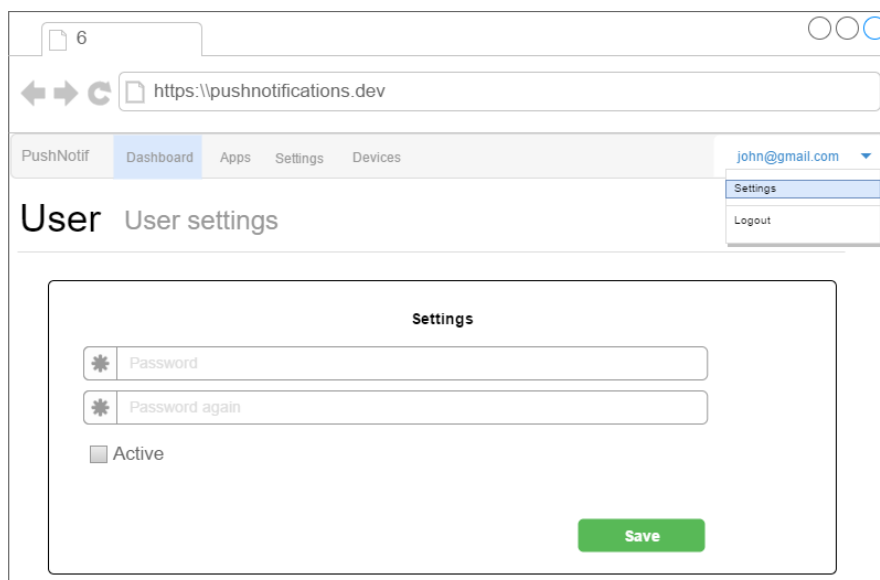 6
https:\\pushnotifications.dev
PushNotif Dashboard Apps Settings Devices john@gmail.com
Settings
Logout
User User settings
Settings
Password
Password again
Active
Save